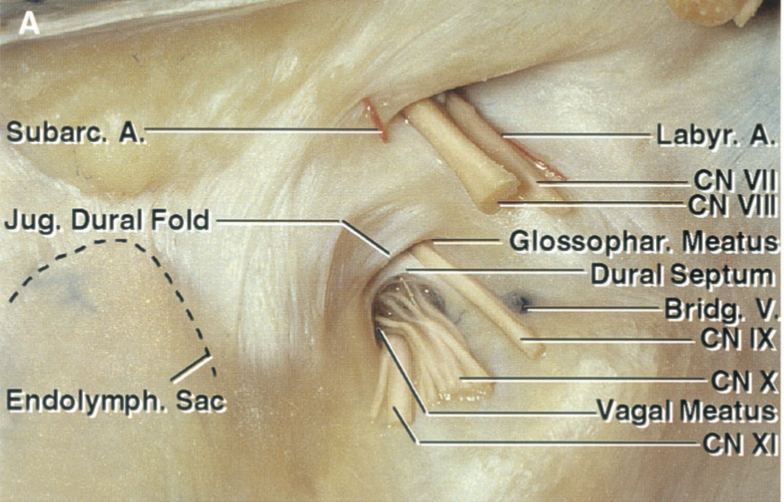 A
Subarc. A.
Labyr. A.
CN VII
CN VIII
Jug. Dural Fold
Glossophar. Meatus
Dural Septum
Bridg. V.
CN IX
CN X
Endolymph. Sac
Vagal Meatus
CN XI